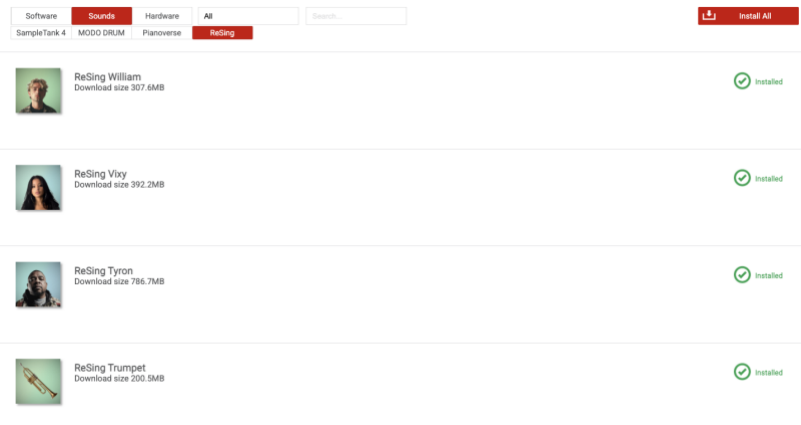 Software Sounds Hardware All Search... Install All
SampleTank 4 MODO DRUM Pianoverse ReSing
ReSing William
Download size 307.6MB
Installed
ReSing Vixy
Download size 392.2MB
Installed
ReSing Tyron
Download size 786.7MB
Installed
ReSing Trumpet
Download size 200.5MB
Installed